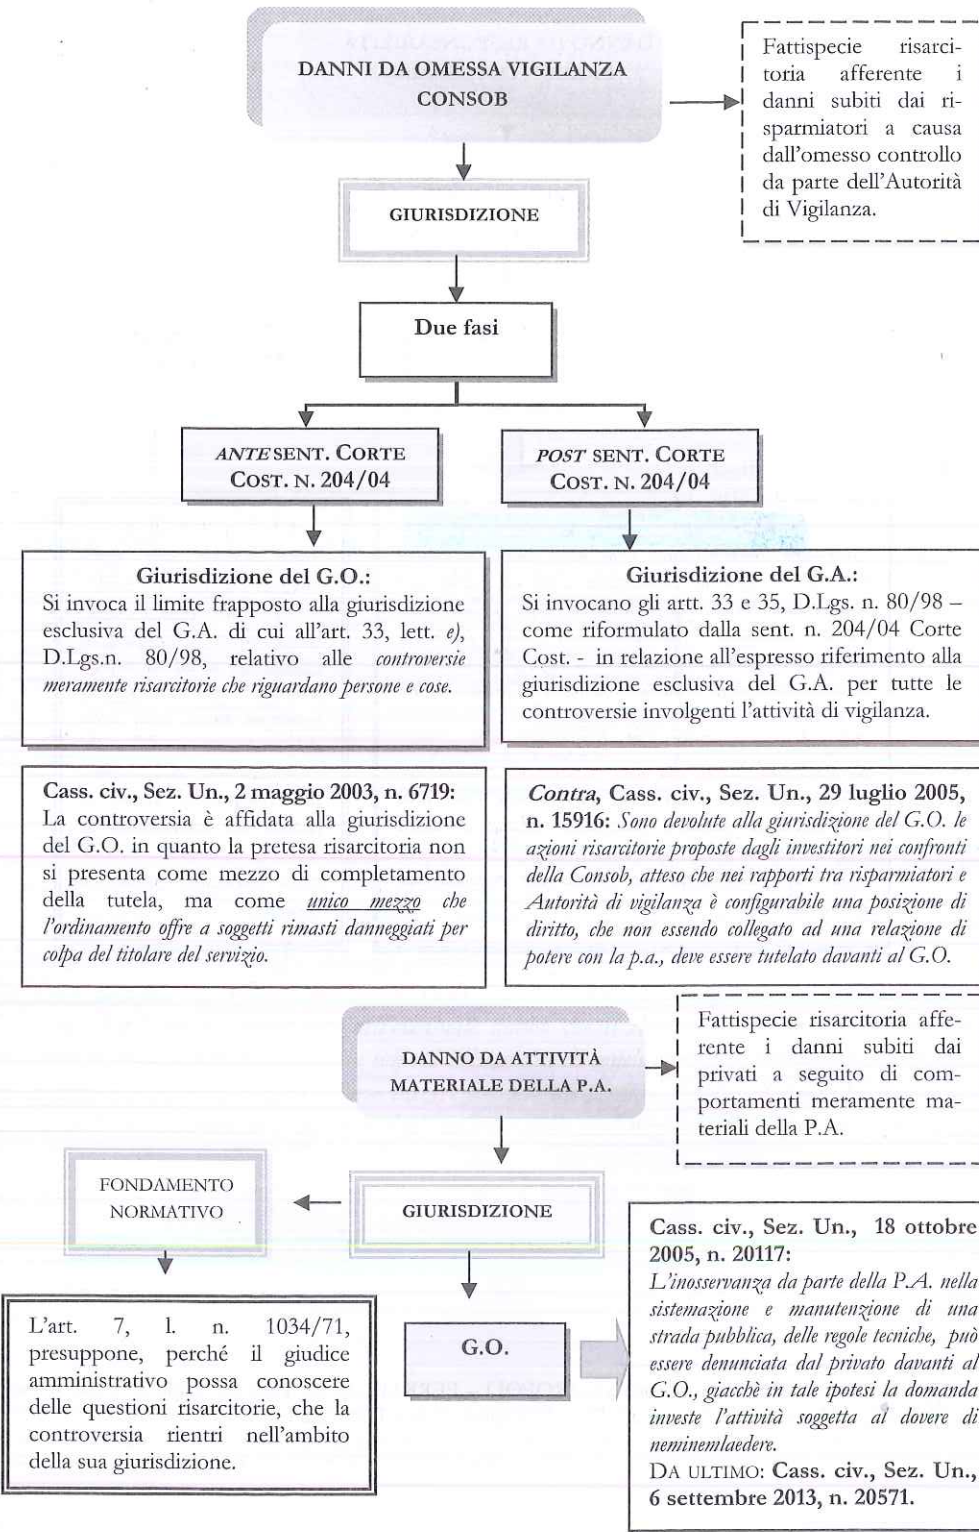 DANNI DA OMESSA VIGILANZA
CONSOB
Fattispecie risarci-
toria afferente i
danni subiti dai ri-
sparmiatori a causa
dall'omesso controllo
da parte dell'Autorità
di Vigilanza.
GIURISDIZIONE
Due fasi
ANTE SENT. CORTE
COST. N. 204/04
POST SENT. CORTE
COST. N. 204/04
Giurisdizione del G.O.:
Si invoca il limite frapposto alla giurisdizione
esclusiva del G.A. di cui all'art. 33, lett. e),
D.Lgs.n. 80/98, relativo alle controversie
meramente risarcitorie che riguardano persone e cose.
Giurisdizione del G.A.:
Si invocano gli artt. 33 e 35, D.Lgs. n. 80/98 –
come riformulato dalla sent. n. 204/04 Corte
Cost. - in relazione all'espresso riferimento alla
giurisdizione esclusiva del G.A. per tutte le
controversie involgenti l'attività di vigilanza.
Cass. civ., Sez. Un., 2 maggio 2003, n. 6719:
La controversia è affidata alla giurisdizione
del G.O. in quanto la pretesa risarcitoria non
si presenta come mezzo di completamento
della tutela, ma come unico mezzo che
l'ordinamento offre a soggetti rimasti danneggiati per
colpa del titolare del servizio.
Contra, Cass. civ., Sez. Un., 29 luglio 2005,
n. 15916: Sono devolute alla giurisdizione del G.O. le
azioni risarcitorie proposte dagli investitori nei confronti
della Consob, atteso che nei rapporti tra risparmiatori e
Autorità di vigilanza è configurabile una posizione di
diritto, che non essendo collegato ad una relazione di
potere con la p.a., deve essere tutelato davanti al G.O.
DANNO DA ATTIVITÀ
MATERIALE DELLA P.A.
Fattispecie risarcitoria affe-
rente i danni subiti dai
privati a seguito di com-
portamenti meramente ma-
teriali della P.A.
FONDAMENTO
NORMATIVO
GIURISDIZIONE
L'art. 7, l. n. 1034/71,
presuppone, perché il giudice
amministrativo possa conoscere
delle questioni risarcitorie, che la
controversia rientri nell'ambito
della sua giurisdizione.
G.O.
Cass. civ., Sez. Un., 18 ottobre
2005, n. 20117:
L'inosservanza da parte della P.A. nella
sistemazione e manutenzione di una
strada pubblica, delle regole tecniche, può
essere denunciata dal privato davanti al
G.O., giacchè in tale ipotesi la domanda
investe l'attività soggetta al dovere di
neminemlaedere.
DA ULTIMO: Cass. civ., Sez. Un.,
6 settembre 2013, n. 20571.